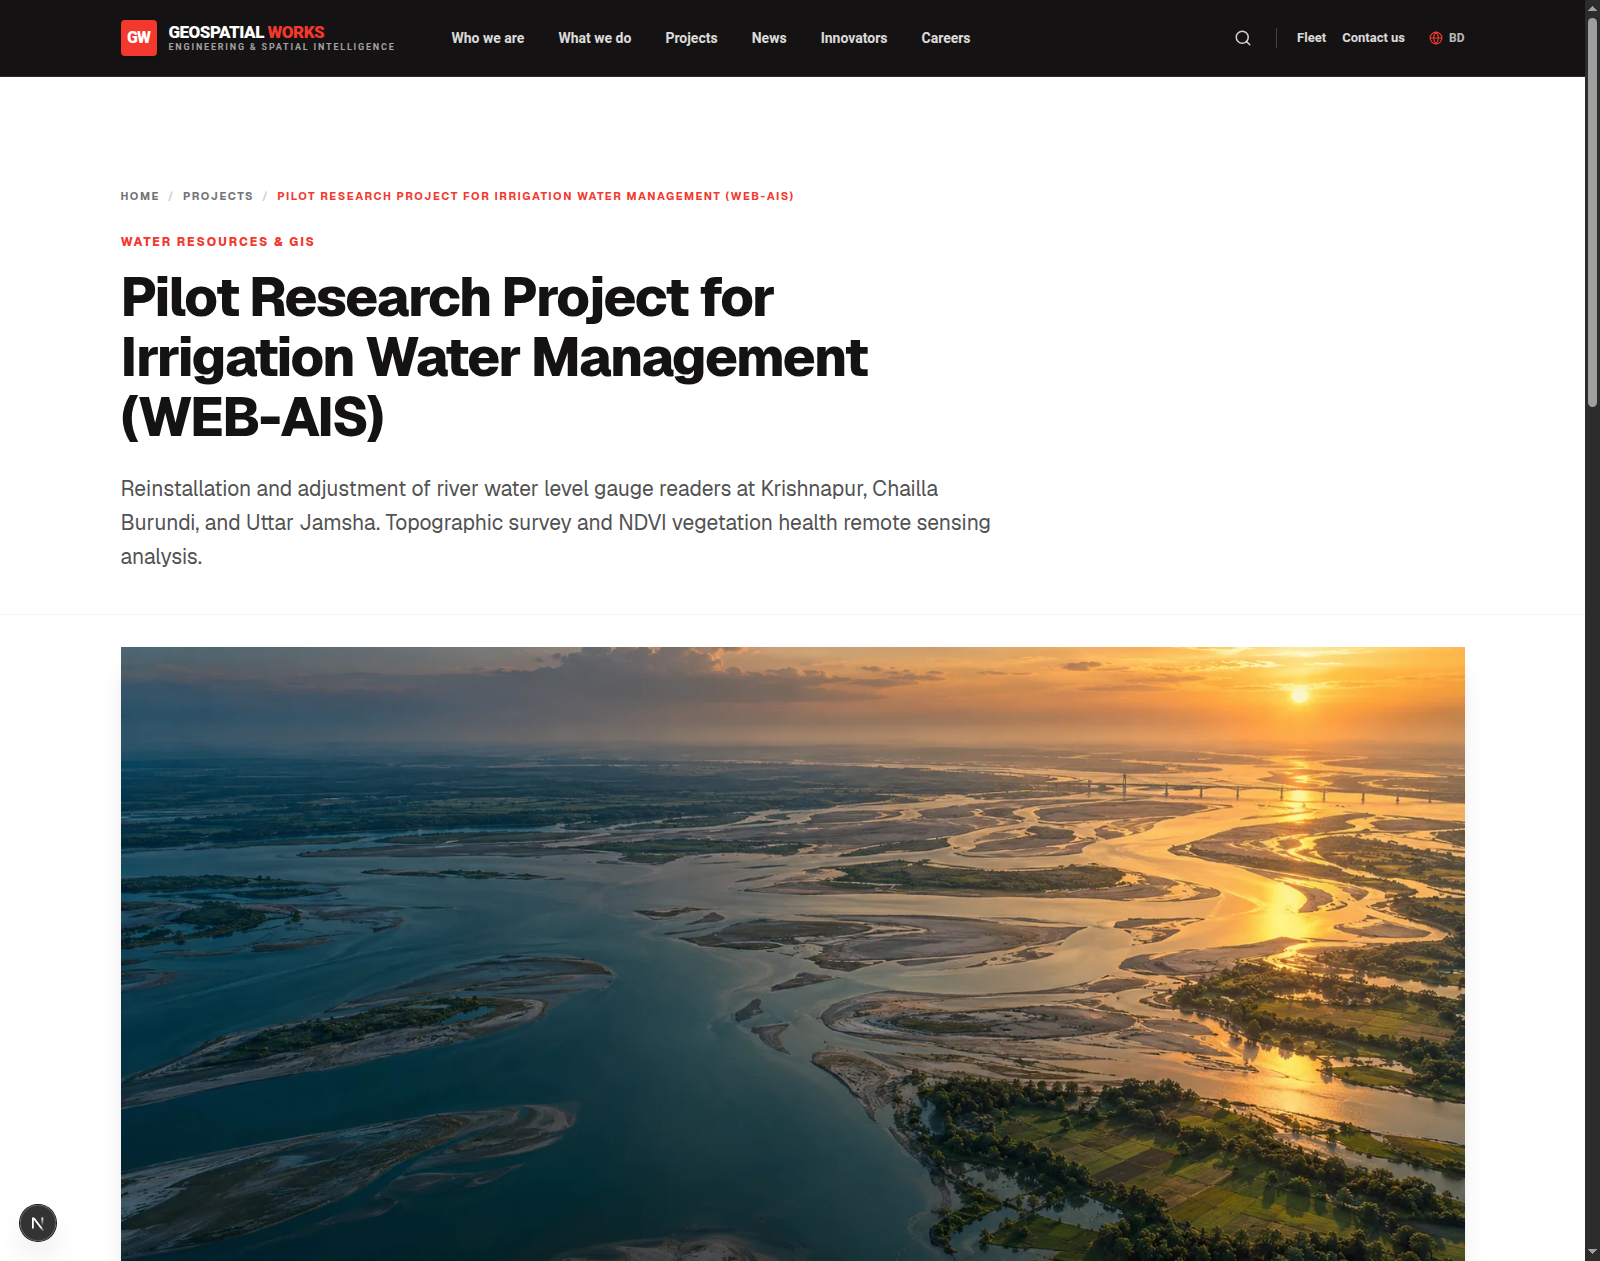 GW
GEOSPATIAL WORKS
ENGINEERING & SPATIAL INTELLIGENCE
Who we are
What we do
Projects
News
Innovators
Careers
Fleet
Contact us
BD
HOME / PROJECTS / PILOT RESEARCH PROJECT FOR IRRIGATION WATER MANAGEMENT (WEB-AIS)
WATER RESOURCES & GIS
Pilot Research Project for
Irrigation Water Management
(WEB-AIS)
Reinstallation and adjustment of river water level gauge readers at Krishnapur, Chailla
Burundi, and Uttar Jamsha. Topographic survey and NDVI vegetation health remote sensing
analysis.
N